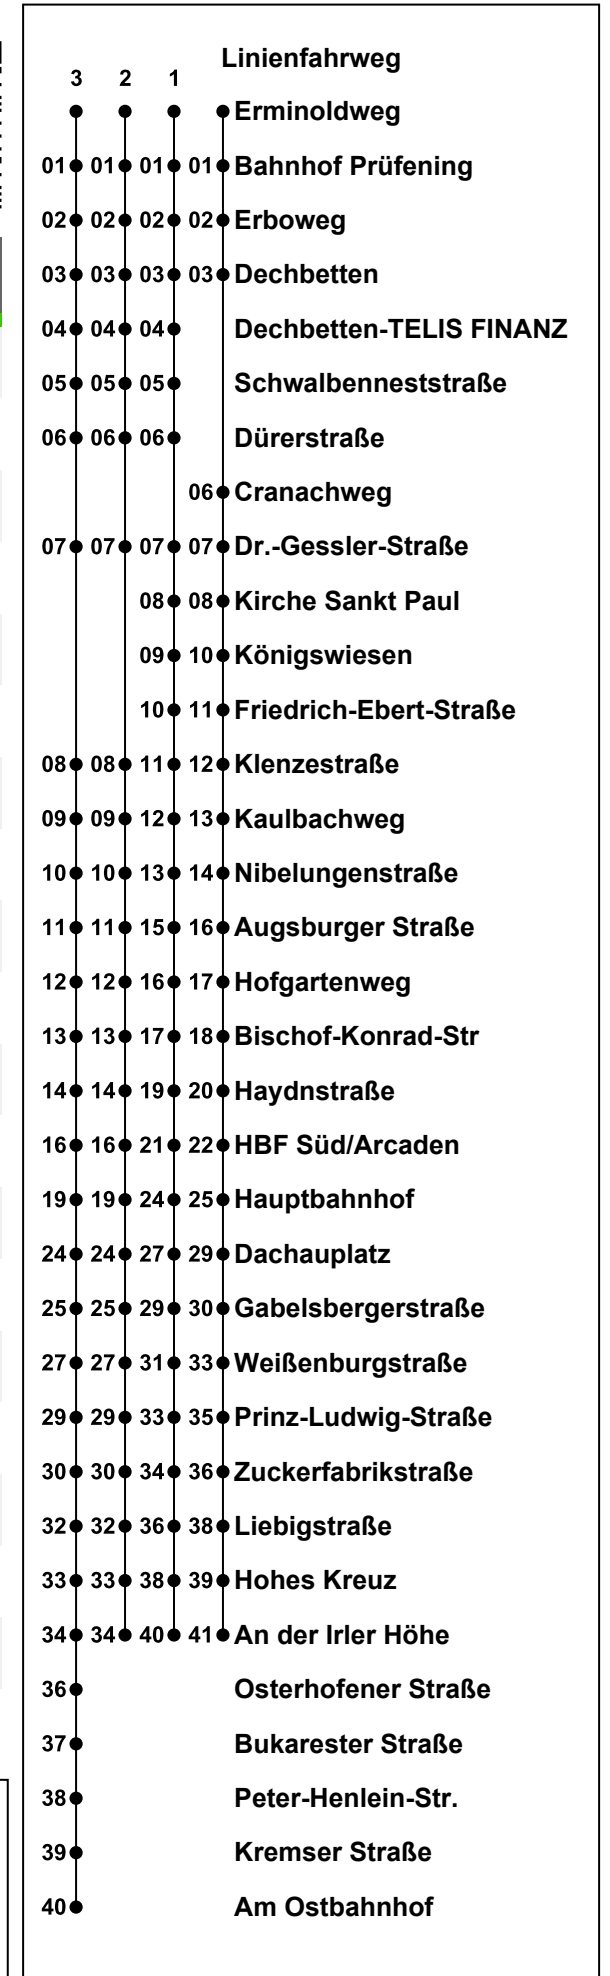 Linienfahrweg
3 2 1
Erminoldweg
01 01 01 01 Bahnhof Prüfening
02 02 02 02 Erboweg
03 03 03 03 Dechbetten
04 04 04 Dechbetten-TELIS FINANZ
05 05 05 Schwalbenneststraße
06 06 06 Dürerstraße
06 Cranachweg
07 07 07 07 Dr.-Gessler-Straße
08 08 Kirche Sankt Paul
09 10 Königswiesen
10 11 Friedrich-Ebert-Straße
08 08 11 12 Klenzestraße
09 09 12 13 Kaulbachweg
10 10 13 14 Nibelungenstraße
11 11 15 16 Augsburger Straße
12 12 16 17 Hofgartenweg
13 13 17 18 Bischof-Konrad-Str
14 14 19 20 Haydnstraße
16 16 21 22 HBF Süd/Arcaden
19 19 24 25 Hauptbahnhof
24 24 27 29 Dachauplatz
25 25 29 30 Gabelsbergerstraße
27 27 31 33 Weißenburgstraße
29 29 33 35 Prinz-Ludwig-Straße
30 30 34 36 Zuckerfabrikstraße
32 32 36 38 Liebigstraße
33 33 38 39 Hohes Kreuz
34 34 40 41 An der Irler Höhe
36 Osterhofener Straße
37 Bukarester Straße
38 Peter-Henlein-Str.
39 Kremser Straße
40 Am Ostbahnhof